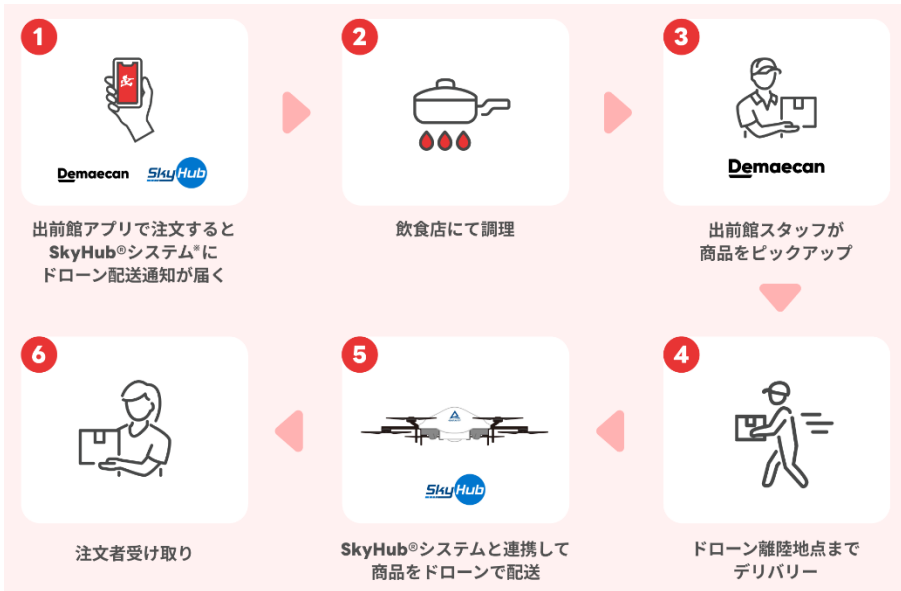 1
Demaecan SkyHub
出前館アプリで注文すると
SkyHub®システム※に
ドローン配送通知が届く
2
飲食店にて調理
3
Demaecan
出前館スタッフが
商品をピックアップ
4
ドローン離陸地点まで
デリバリー
5
SkyHub
SkyHub®システムと連携して
商品をドローンで配送
6
注文者受け取り